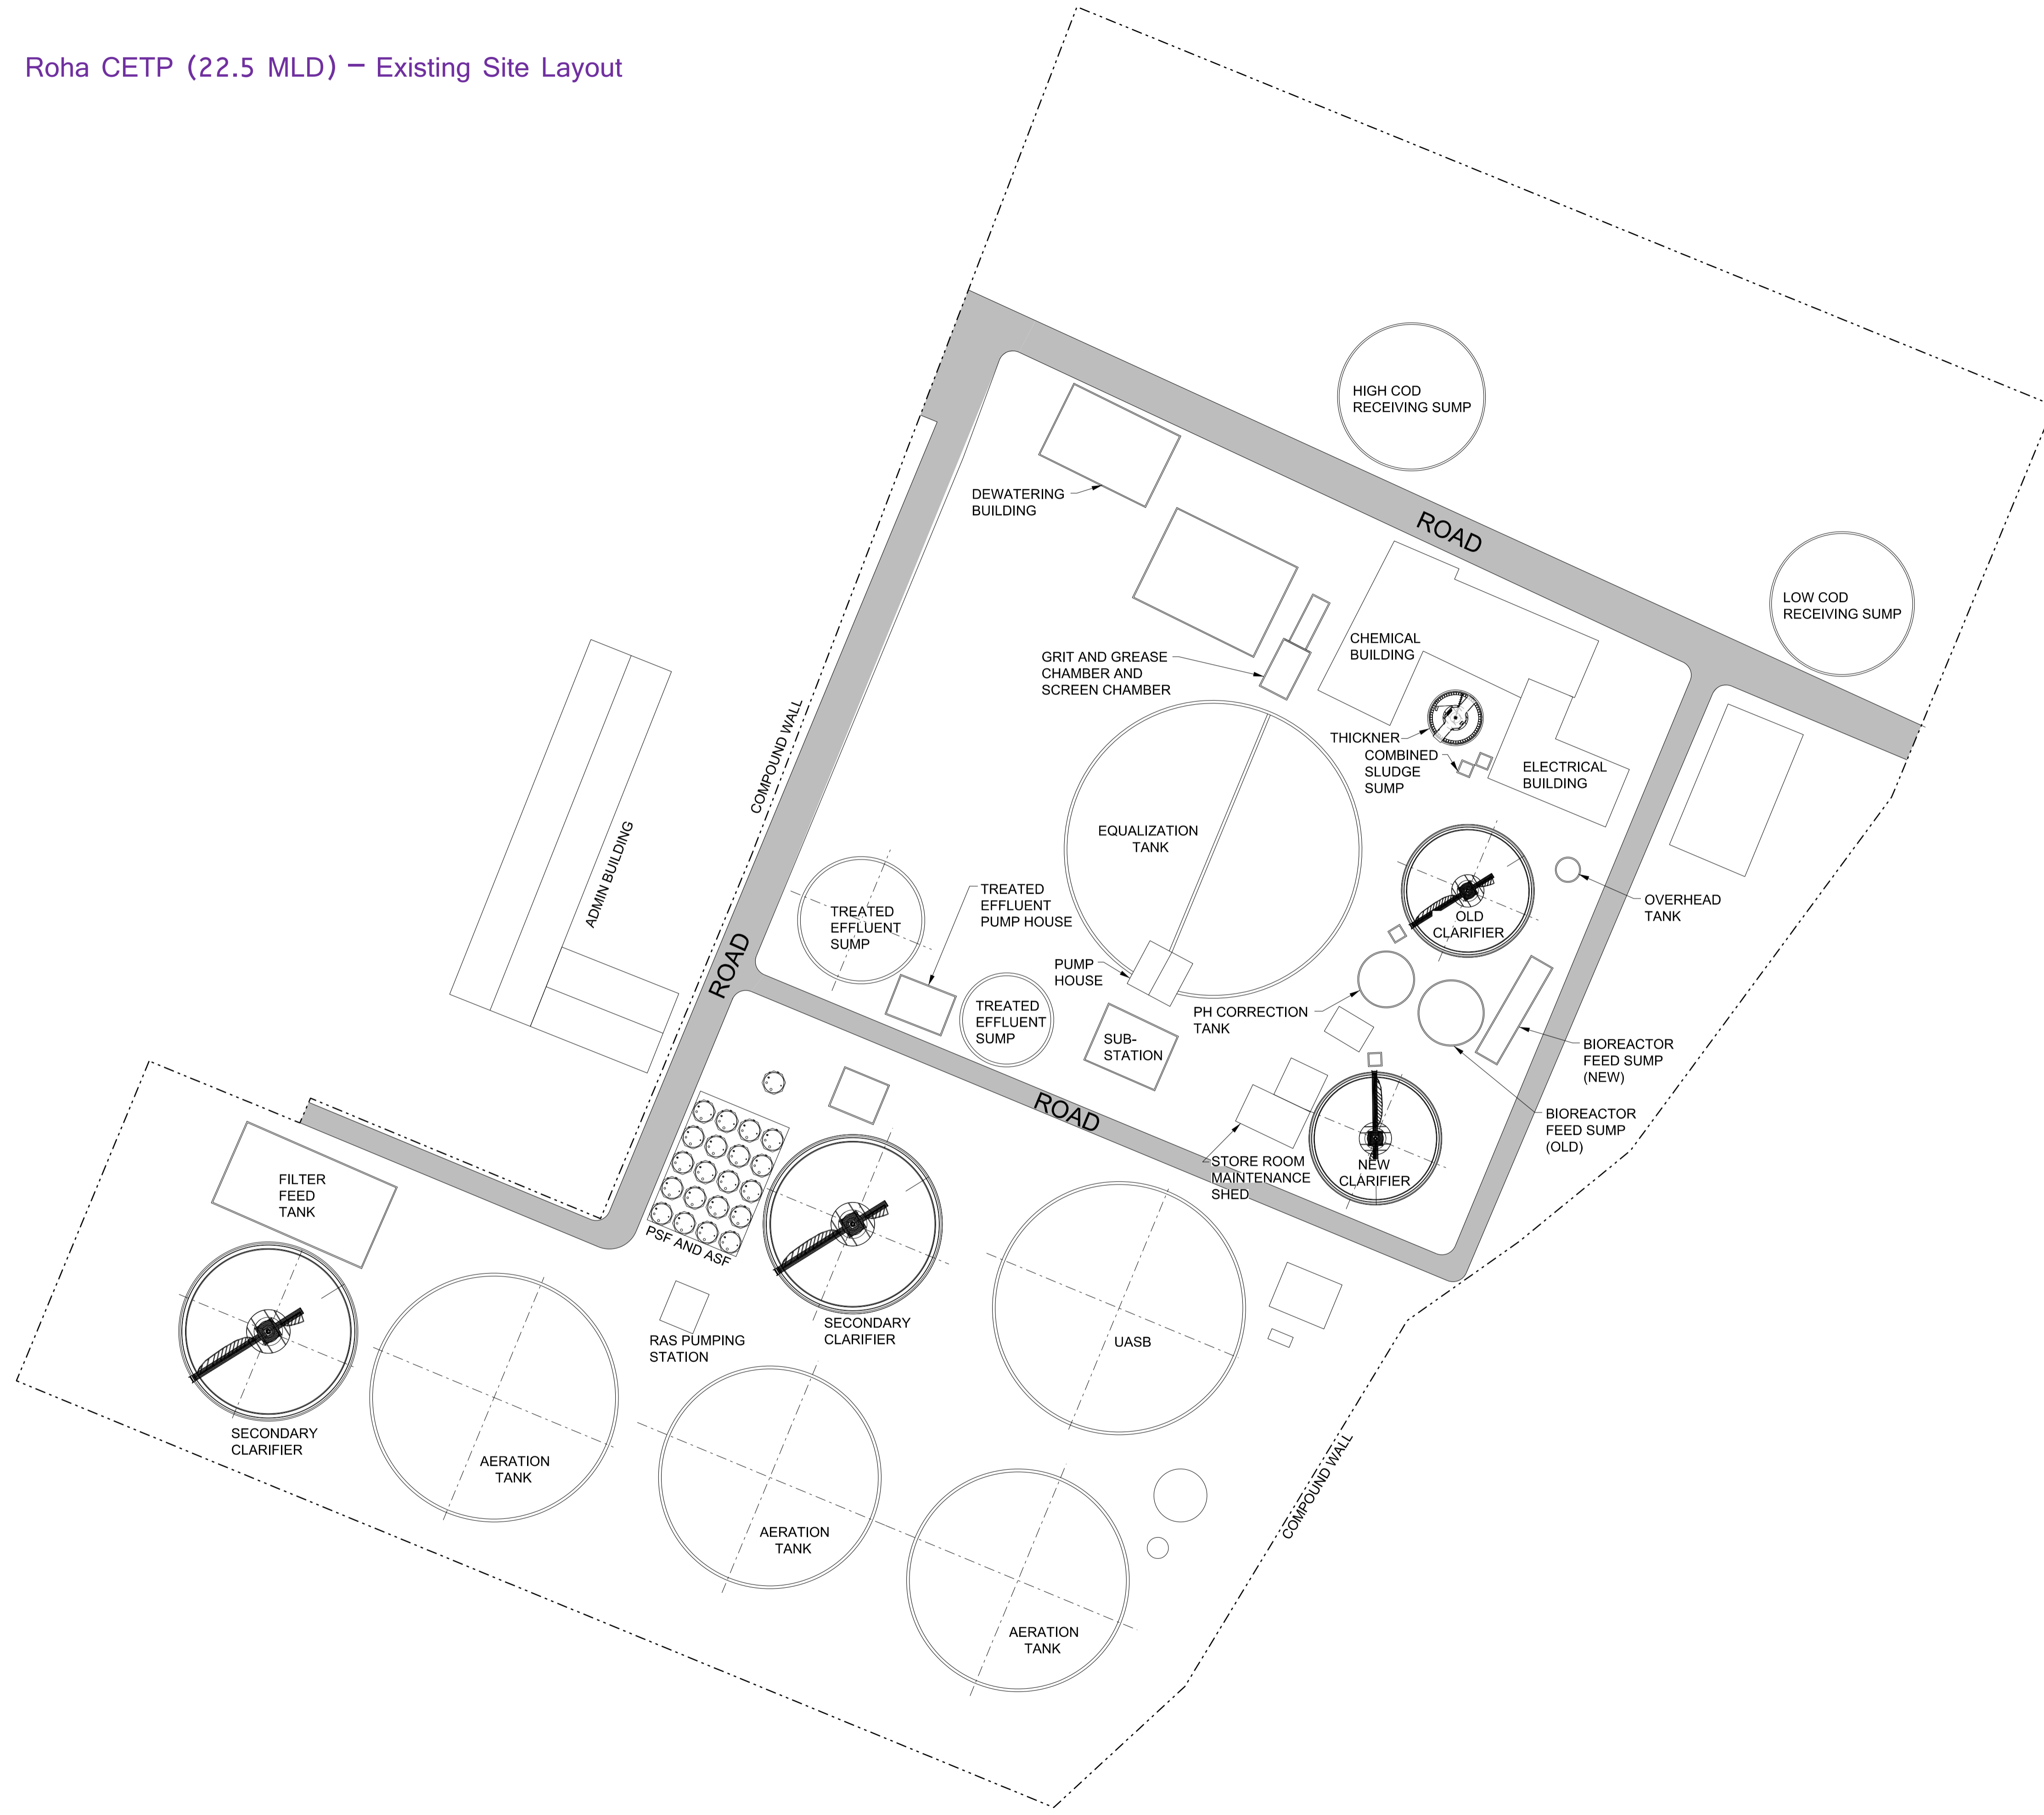 Roha CETP (22.5 MLD) – Existing Site Layout
HIGH COD
RECEIVING SUMP
DEWATERING
BUILDING
ROAD
LOW COD
RECEIVING SUMP
CHEMICAL
BUILDING
GRIT AND GREASE
CHAMBER AND
SCREEN CHAMBER
THICKNER
COMBINED
SLUDGE
SUMP
ELECTRICAL
BUILDING
COMPOUND WALL
EQUALIZATION
TANK
ADMIN BUILDING
TREATED
EFFLUENT
PUMP HOUSE
OVERHEAD
TANK
TREATED
EFFLUENT
SUMP
OLD
CLARIFIER
ROAD
PUMP
HOUSE
TREATED
EFFLUENT
SUMP
PH CORRECTION
TANK
SUB-
STATION
BIOREACTOR
FEED SUMP
(NEW)
ROAD
BIOREACTOR
FEED SUMP
(OLD)
STORE ROOM
MAINTENANCE
SHED
NEW
CLARIFIER
FILTER
FEED
TANK
PSF AND ASF
SECONDARY
CLARIFIER
RAS PUMPING
STATION
UASB
SECONDARY
CLARIFIER
AERATION
TANK
COMPOUND WALL
AERATION
TANK
AERATION
TANK